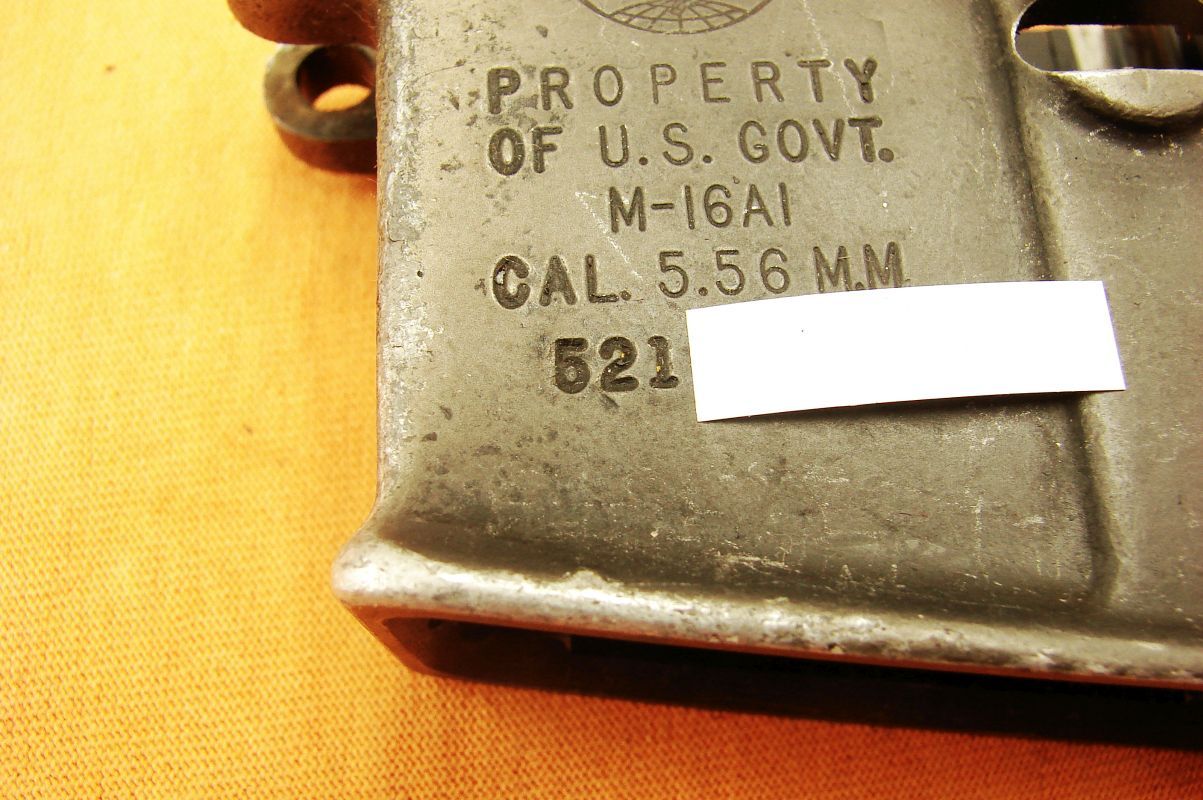 PROPERTY
OF U.S. GOVT.
M-16A1
CAL. 5.56 M.M
521